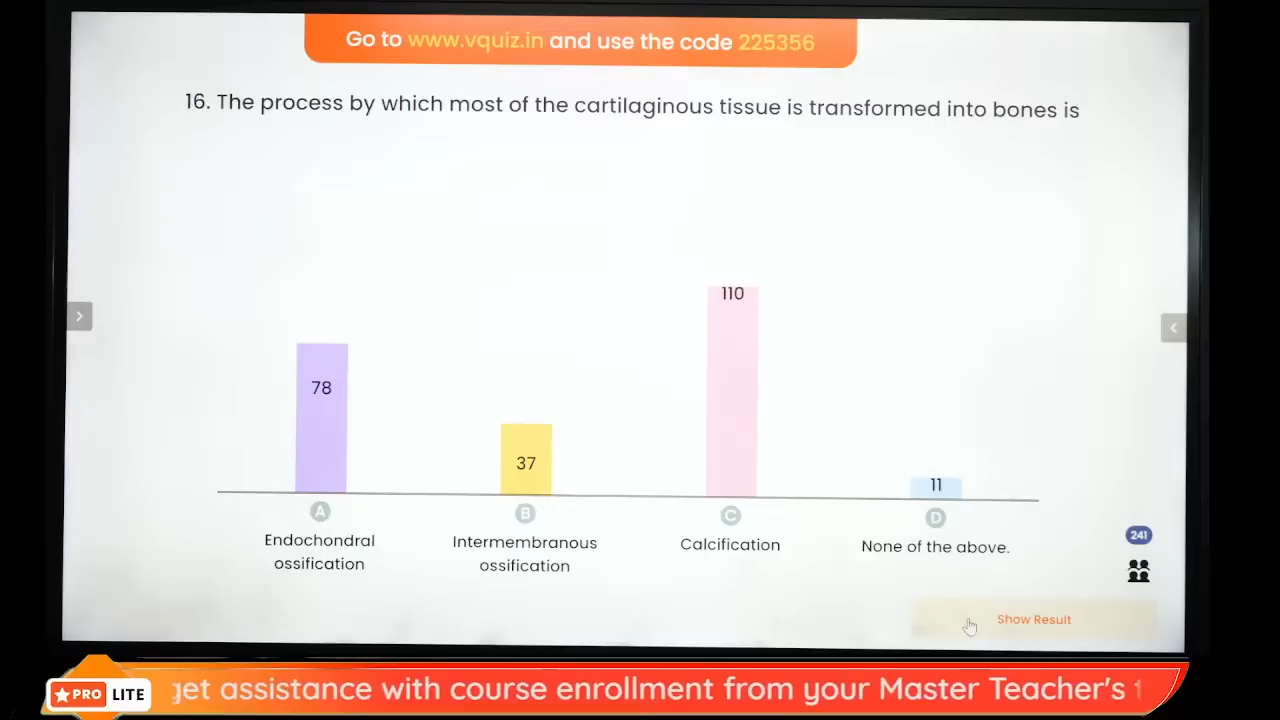 Go to www.vquiz.in and use the code 225356
16. The process by which most of the cartilaginous tissue is transformed into bones is
110
78
37
11
A
B
C
D
Endochondral
ossification
Intermembranous
ossification
Calcification
None of the above.
241
Show Result
PRO LITE
get assistance with course enrollment from your Master Teacher's